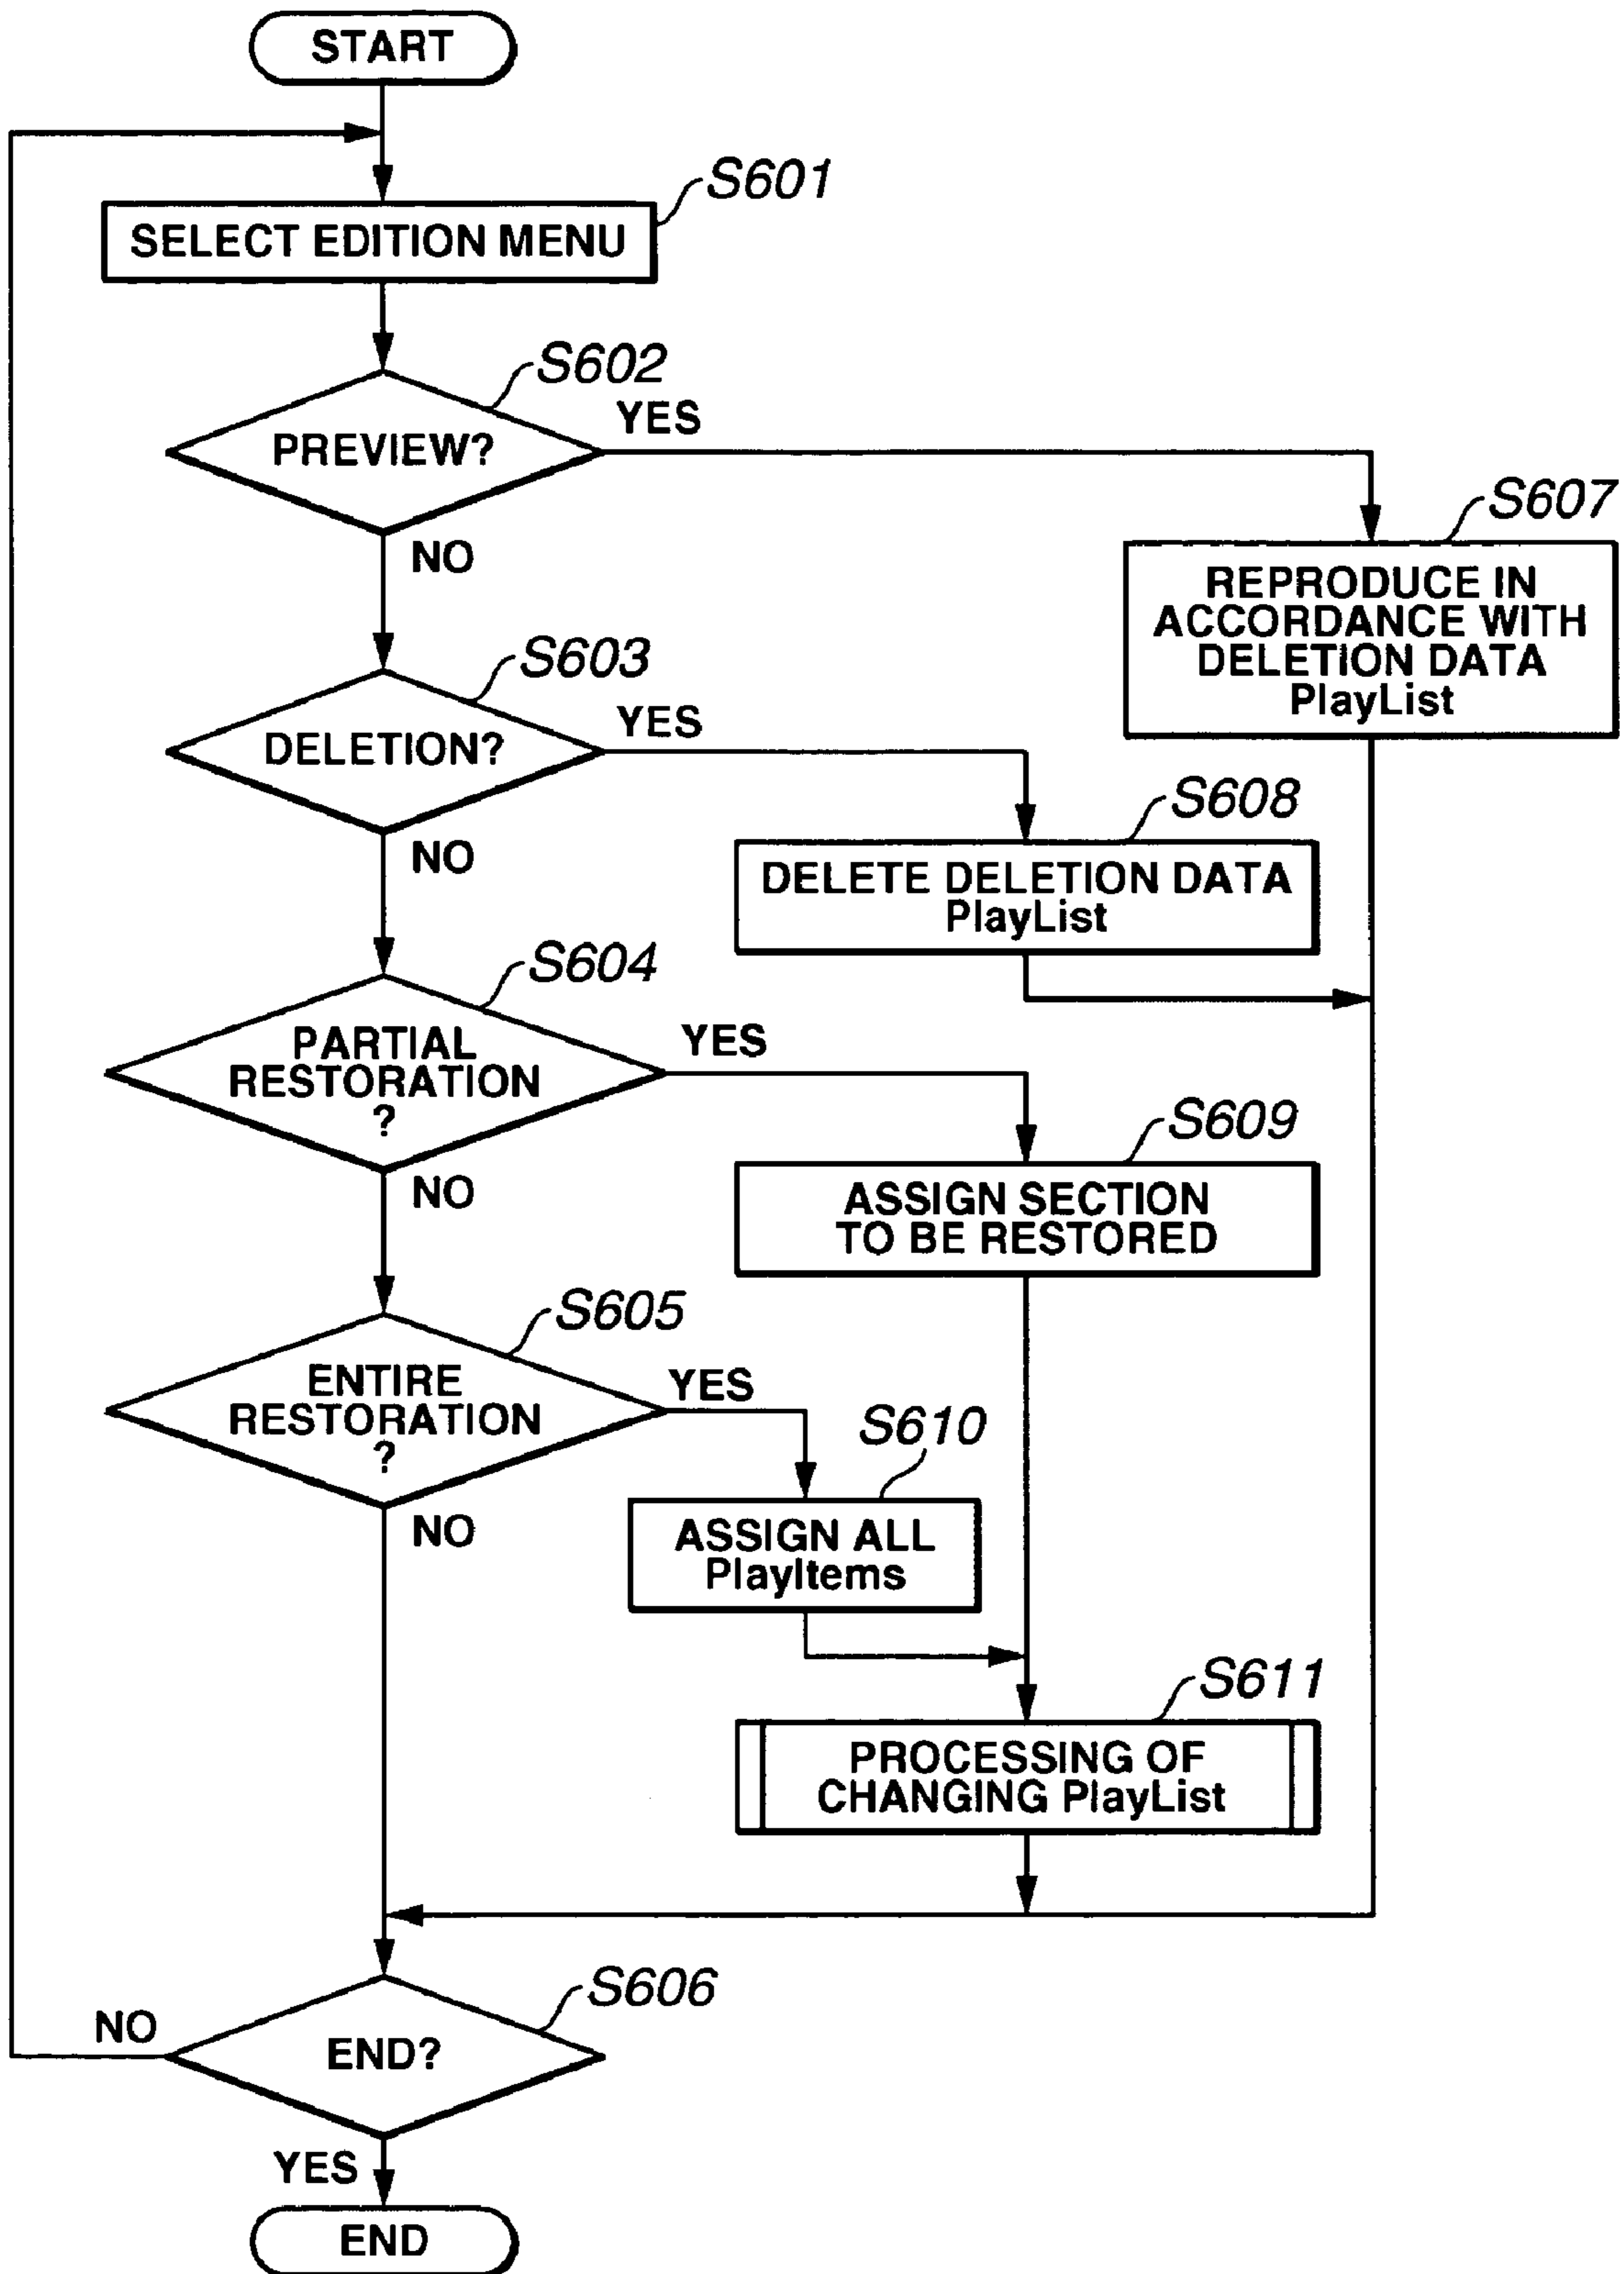 START
S601
SELECT EDITION MENU
S602
PREVIEW?
YES
NO
S607
REPRODUCE IN
ACCORDANCE WITH
DELETION DATA
PlayList
S603
DELETION?
YES
NO
S608
DELETE DELETION DATA
PlayList
S604
PARTIAL
RESTORATION
?
YES
NO
S609
ASSIGN SECTION
TO BE RESTORED
S605
ENTIRE
RESTORATION
?
YES
NO
S610
ASSIGN ALL
PlayItems
S611
PROCESSING OF
CHANGING PlayList
S606
END?
NO
YES
END